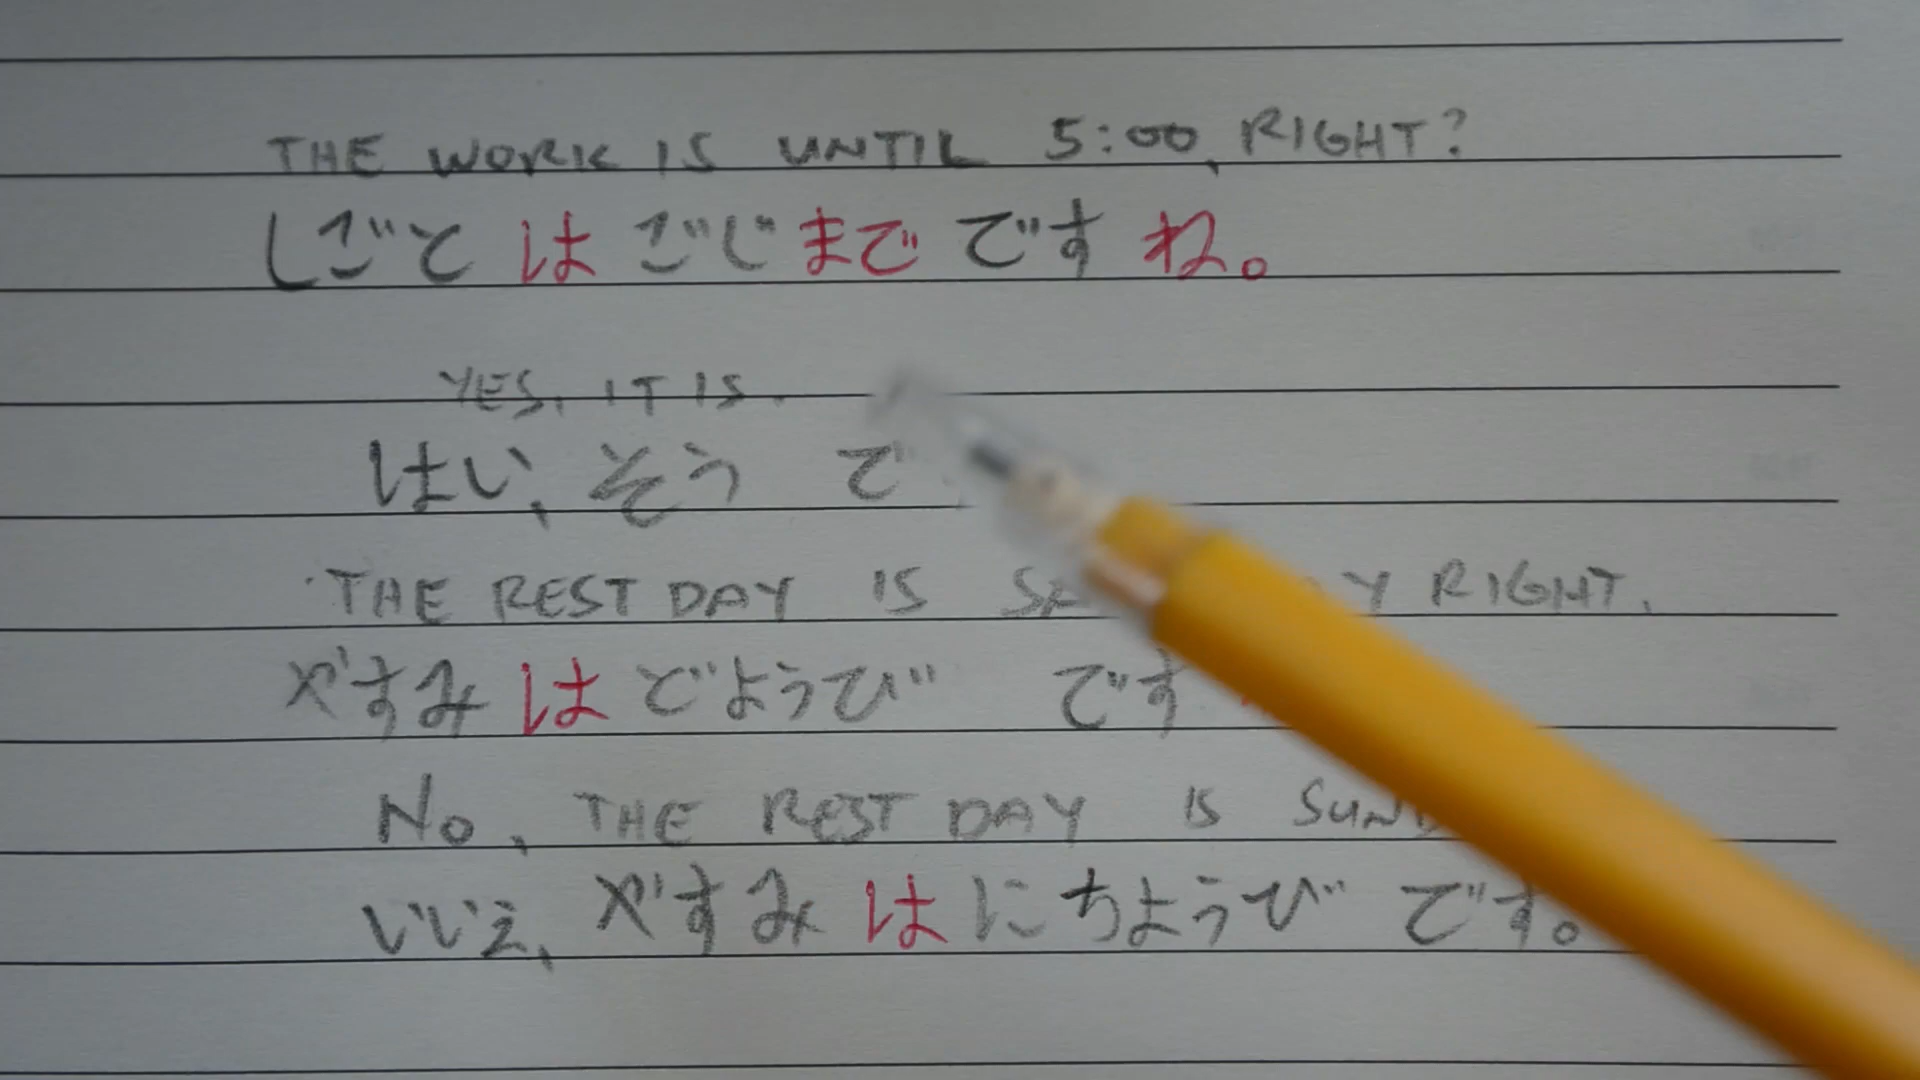 THE WORK IS UNTIL 5:00, RIGHT?
しごと は ごじ まで です ね。
YES, IT IS.
はい、そう で
THE REST DAY IS RIGHT.
やすみ は どようび です
No, THE REST DAY IS
いいえ、やすみ は にちようび です。